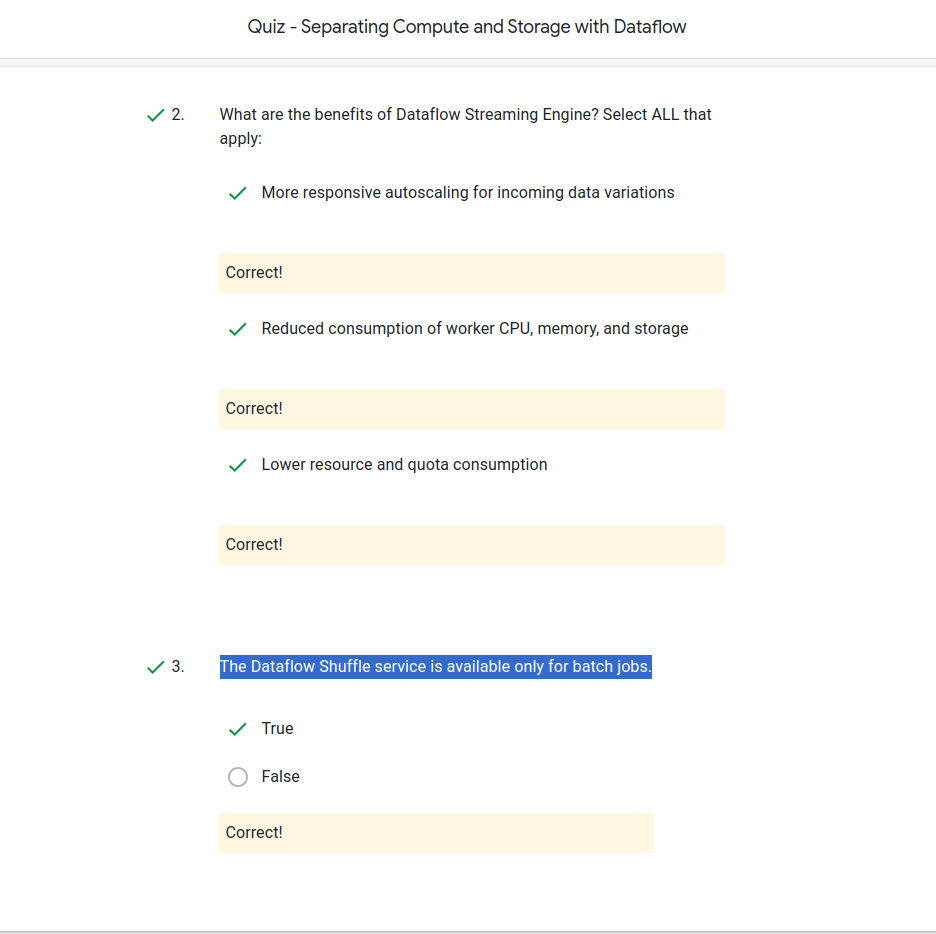 Quiz - Separating Compute and Storage with Dataflow
2. What are the benefits of Dataflow Streaming Engine? Select ALL that
apply:
More responsive autoscaling for incoming data variations
Correct!
Reduced consumption of worker CPU, memory, and storage
Correct!
Lower resource and quota consumption
Correct!
3. The Dataflow Shuffle service is available only for batch jobs.
True
False
Correct!